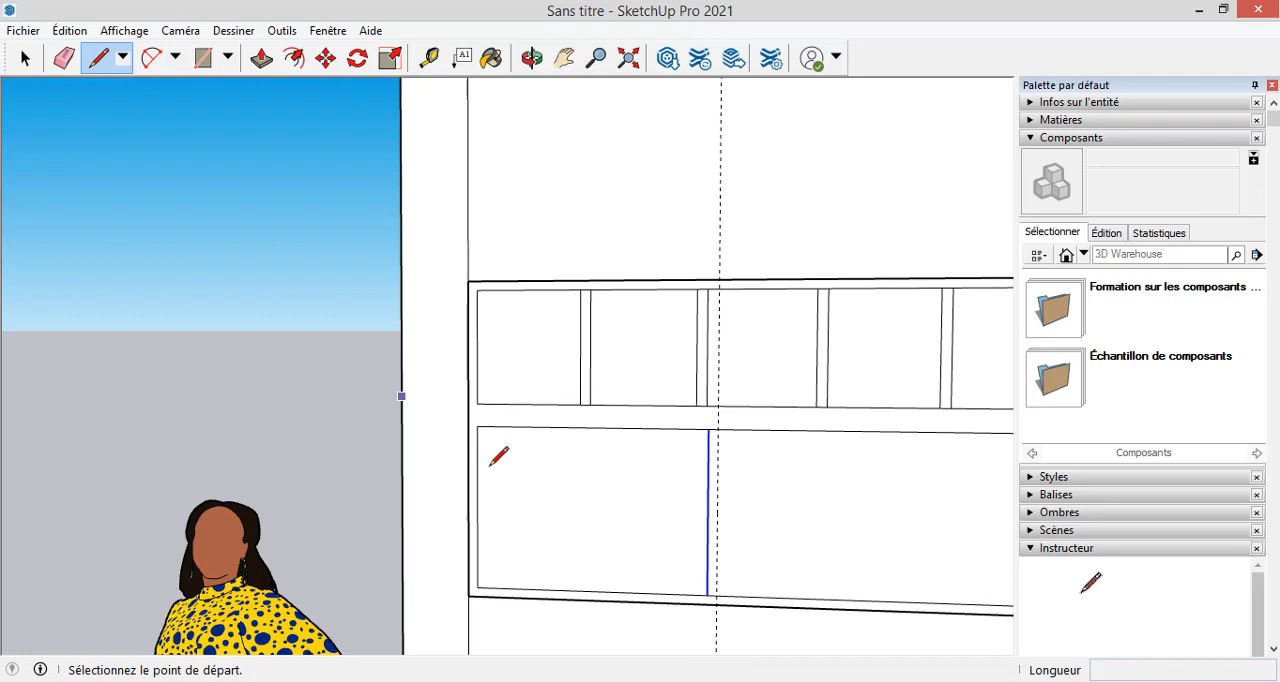 Sans titre - SketchUp Pro 2021
Fichier Édition Affichage Caméra Dessiner Outils Fenêtre Aide
A1
Palette par défaut
Infos sur l'entité
Matières
Composants
Sélectionner Édition Statistiques
3D Warehouse
Formation sur les composants ...
Échantillon de composants
Composants
Styles
Balises
Ombres
Scènes
Instructeur
Sélectionnez le point de départ.
Longueur